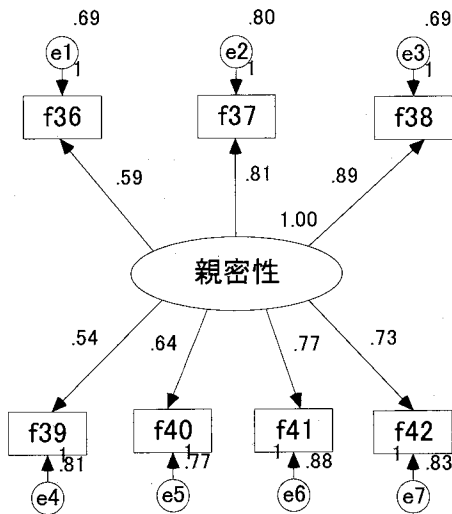 .69 .80 .69
e1 e2 e3
1 1 1
f36 f37 f38
.59 .81 .89
1.00
親密性
.54 .64 .77 .73
f39 f40 f41 f42
1 1 1 1
.81 .77 .88 .83
e4 e5 e6 e7